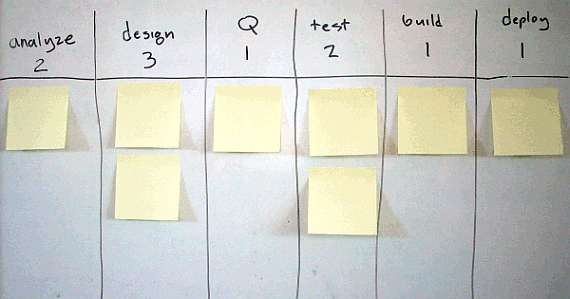 analyze design Q test build deploy
2 3 1 2 1 1